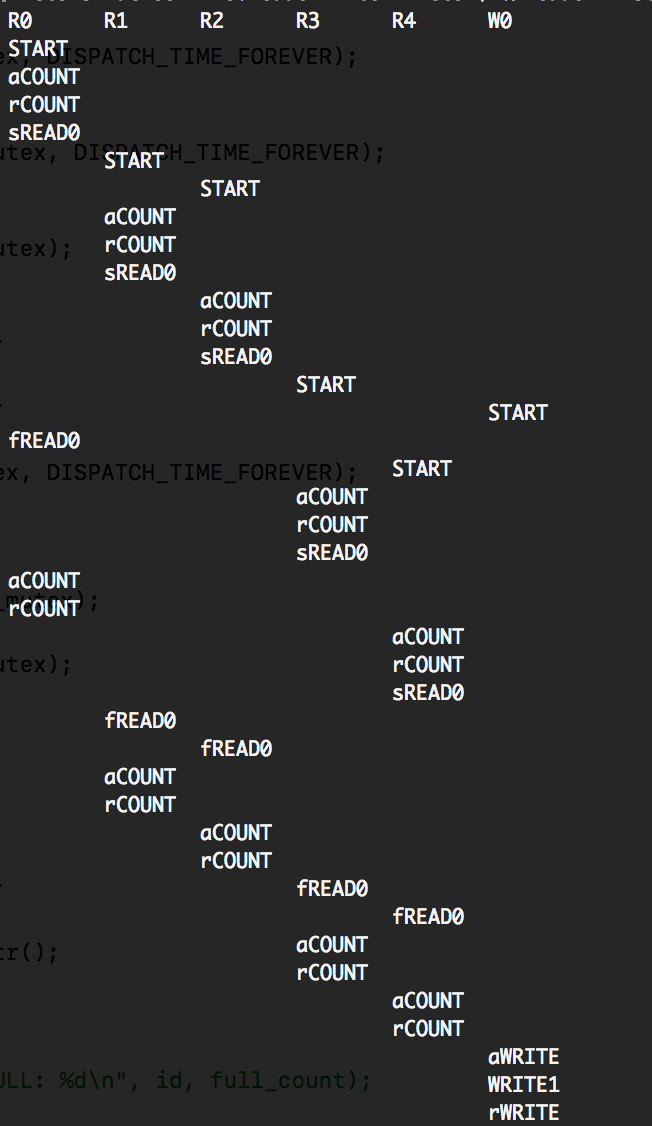 R0 R1 R2 R3 R4 W0
START
ex, DISPATCH_TIME_FOREVER);
aCOUNT
rCOUNT
sREAD0
utex, DISPATCH_TIME_FOREVER);
START
START
aCOUNT
rCOUNT
utex);
sREAD0
aCOUNT
rCOUNT
sREAD0
START
START
fREAD0
START
ex, DISPATCH_TIME_FOREVER);
aCOUNT
rCOUNT
sREAD0
aCOUNT
_mutex);
rCOUNT
aCOUNT
rCOUNT
utex);
sREAD0
fREAD0
fREAD0
aCOUNT
rCOUNT
aCOUNT
rCOUNT
fREAD0
fREAD0
aCOUNT
tr();
rCOUNT
aCOUNT
rCOUNT
aWRITE
ULL: %d\n", id, full_count);
WRITE1
rWRITE